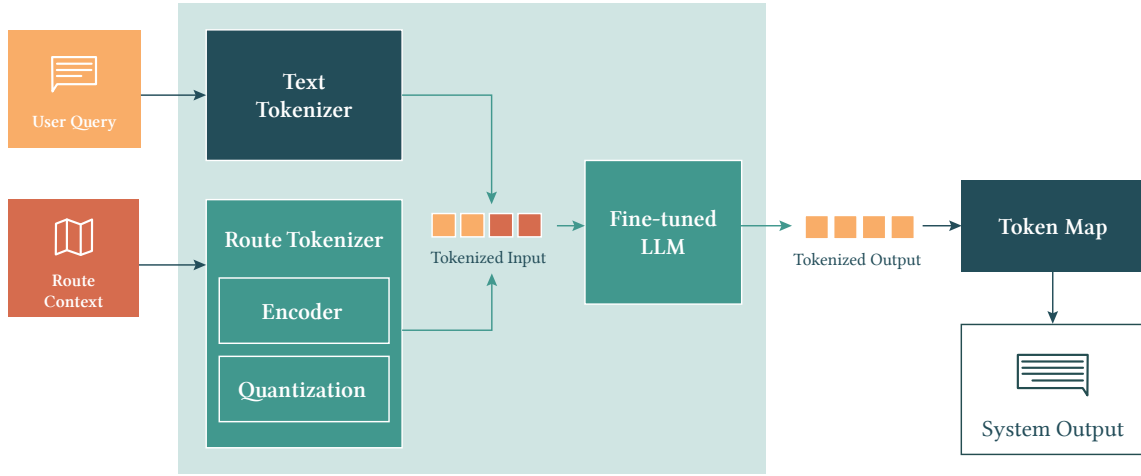 User Query
Text
Tokenizer
Route
Context
Route Tokenizer
Encoder
Quantization
Tokenized Input
Fine-tuned
LLM
Tokenized Output
Token Map
System Output